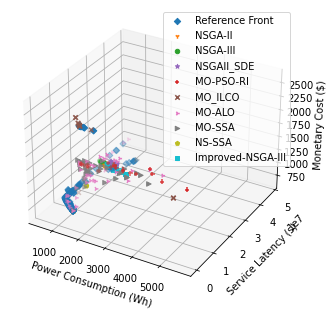 Reference Front
NSGA-II
NSGA-III
NSGAII_SDE
MO-PSO-RI
MO_ILCO
MO-ALO
MO-SSA
NS-SSA
Improved-NSGA-III
2500
2250
2000
1750
1500
1250
1000
750
Monetary Cost ($)
1000
2000
3000
4000
5000
Power Consumption (Wh)
0
1
2
3
4
5
1e7
Service Latency (s)